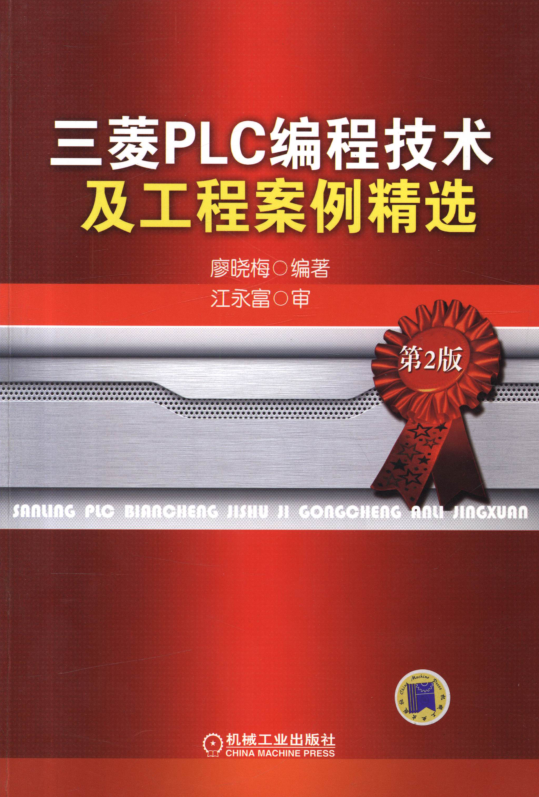 三菱PLC编程技术
及工程案例精选
廖晓梅◎编著
江永富◎审
第2版
SANLING PLC BIANCHENG JISHU JI GONGCHENG ANLI JINGXUAN
机械工业出版社
CHINA MACHINE PRESS